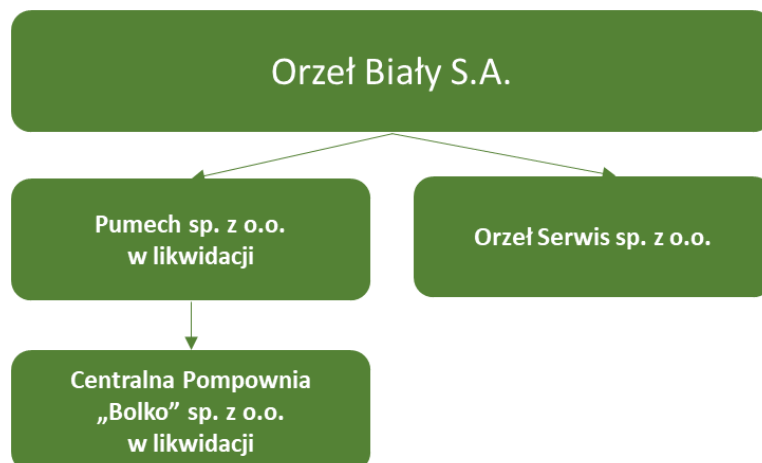 Orzeł Biały S.A.
Pumech sp. z o.o.
w likwidacji
Orzeł Serwis sp. z o.o.
Centralna Pompownia
„Bolko” sp. z o.o.
w likwidacji